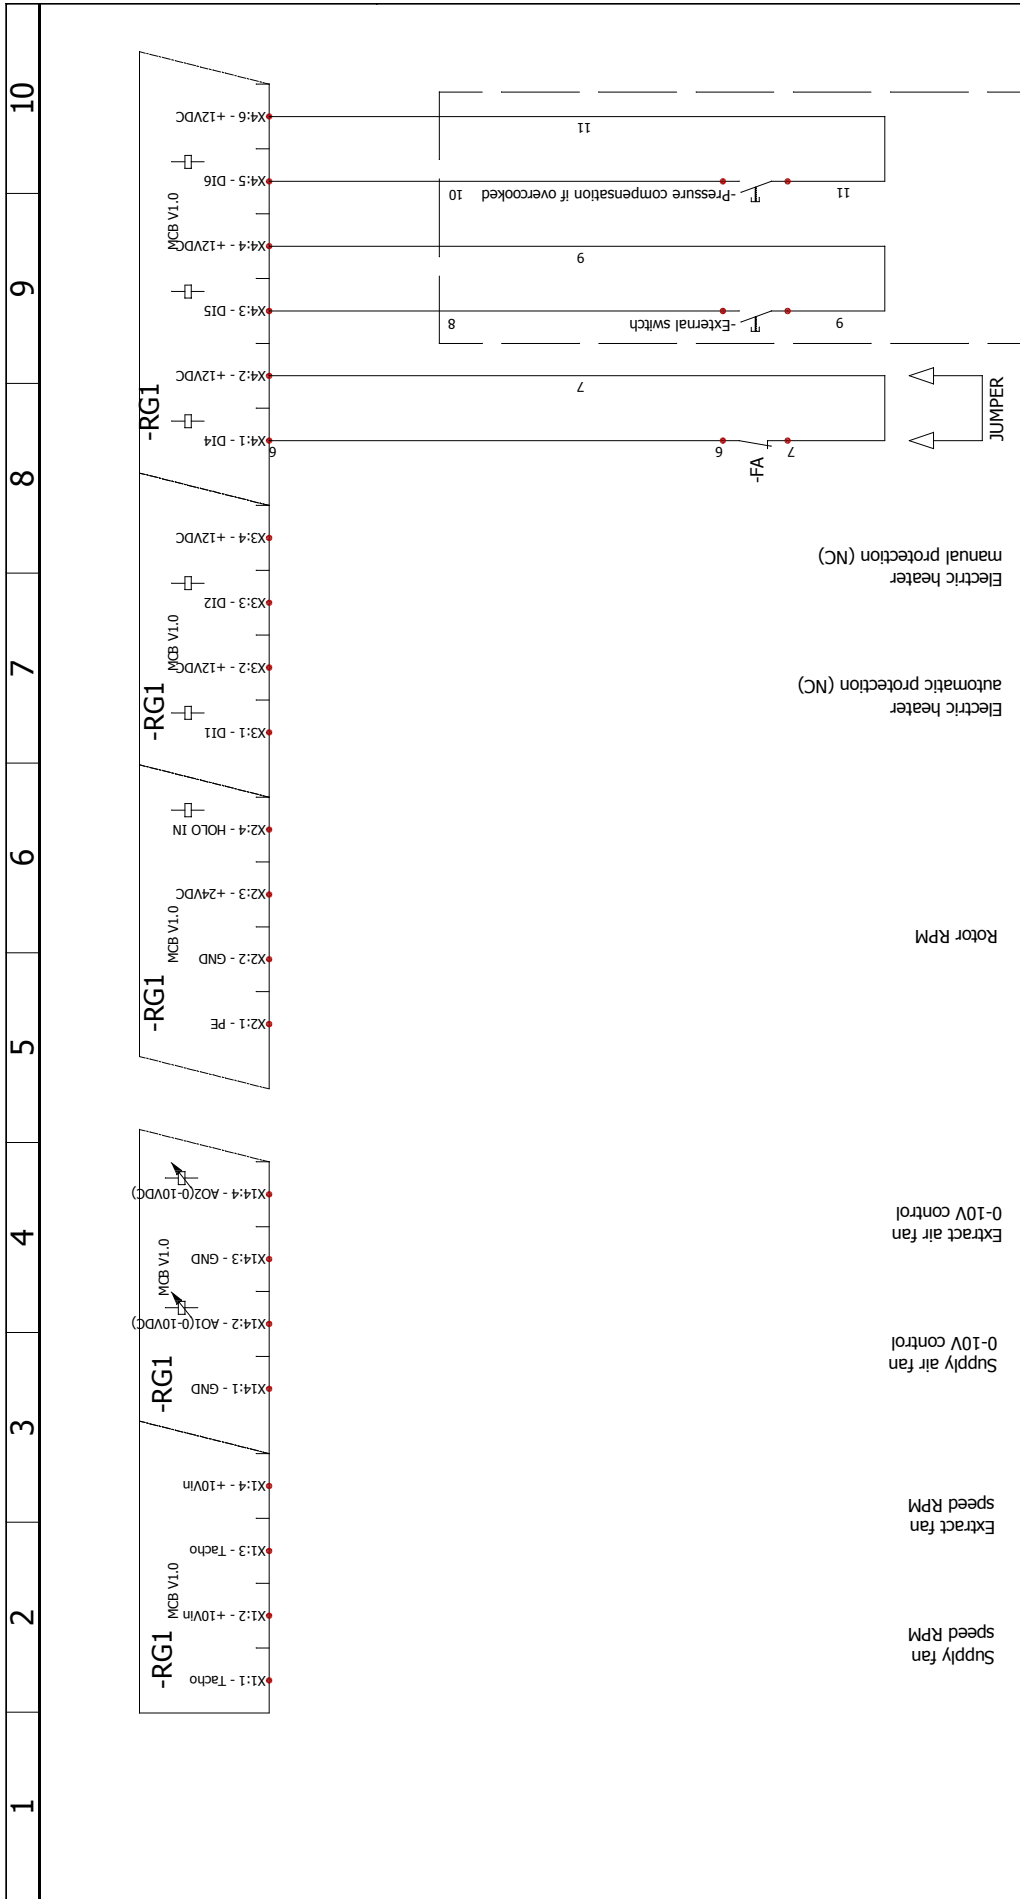 10
9
8
7
6
5
4
3
2
1
X4:6 - +12VDC
X4:5 - DI6
MCB V1.0
X4:4 - +12VDC
X4:3 - DI5
X4:2 - +12VDC
-RG1
X4:1 - DI4
11
10
-Pressure compensation if overcooked
11
9
8
-External switch
9
7
6
6
-FA
7
JUMPER
X3:4 - +12VDC
X3:3 - DI2
MCB V1.0
X3:2 - +12VDC
-RG1
X3:1 - DI1
Electric heater
manual protection (NC)
Electric heater
automatic protection (NC)
X2:4 - HOLO IN
X2:3 - +24VDC
MCB V1.0
X2:2 - GND
-RG1
X2:1 - PE
Rotor RPM
X14:4 - AO2(0-10VDC)
X14:3 - GND
MCB V1.0
X14:2 - AO1(0-10VDC)
-RG1
X14:1 - GND
Extract air fan
0-10V control
Supply air fan
0-10V control
X1:4 - +10Vin
X1:3 - Tacho
MCB V1.0
X1:2 - +10Vin
-RG1
X1:1 - Tacho
Extract fan
speed RPM
Supply fan
speed RPM